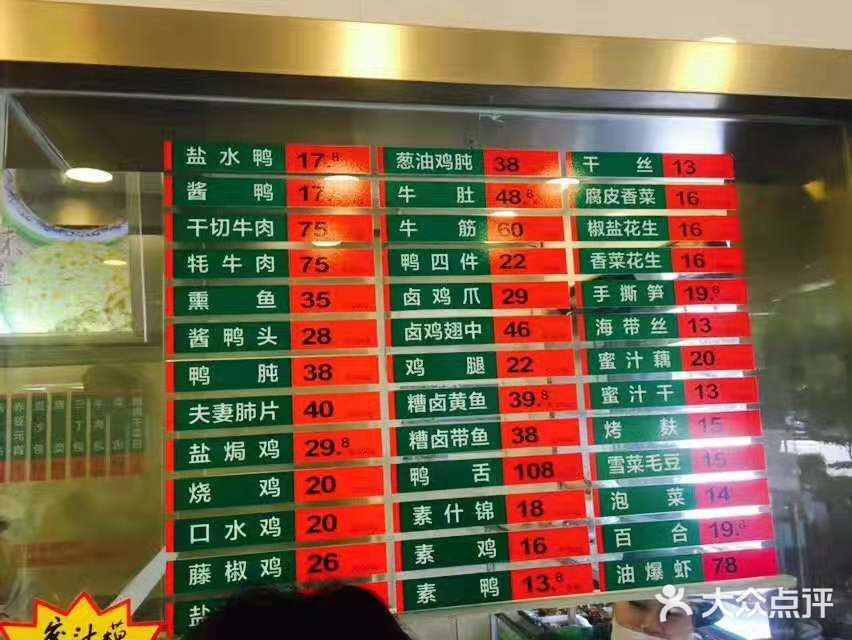 盐水鸭 17.8
酱鸭 17
干切牛肉 75
牦牛肉 75
熏鱼 35
酱鸭头 28
鸭肫 38
夫妻肺片 40
盐焗鸡 29.8
烧鸡 20
口水鸡 20
藤椒鸡 26
盐
葱油鸡肫 38
牛肚 48.8
牛筋 60
鸭四件 22
卤鸡爪 29
卤鸡翅中 46
鸡腿 22
糟卤黄鱼 39.8
糟卤带鱼 38
鸭舌 108
素什锦 18
素鸡 16
素鸭 13.8
干丝 13
腐皮香菜 16
椒盐花生 16
香菜花生 16
手撕笋 19.8
海带丝 13
蜜汁藕 20
蜜汁干 13
烤麸 15
雪菜毛豆 15
泡菜 14
百合 19.8
油爆虾 78
大众点评